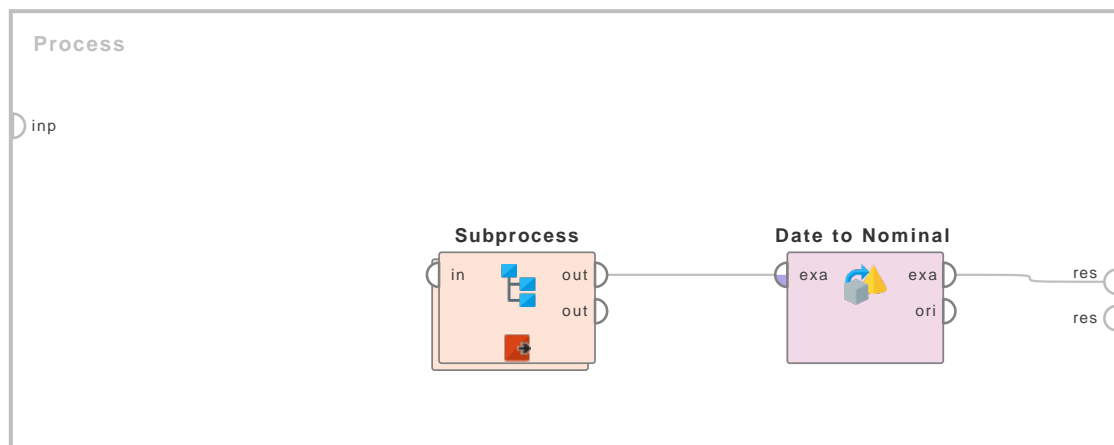 Process
inp
Subprocess
Date to Nominal
in
out
exa
exa
res
out
ori
res